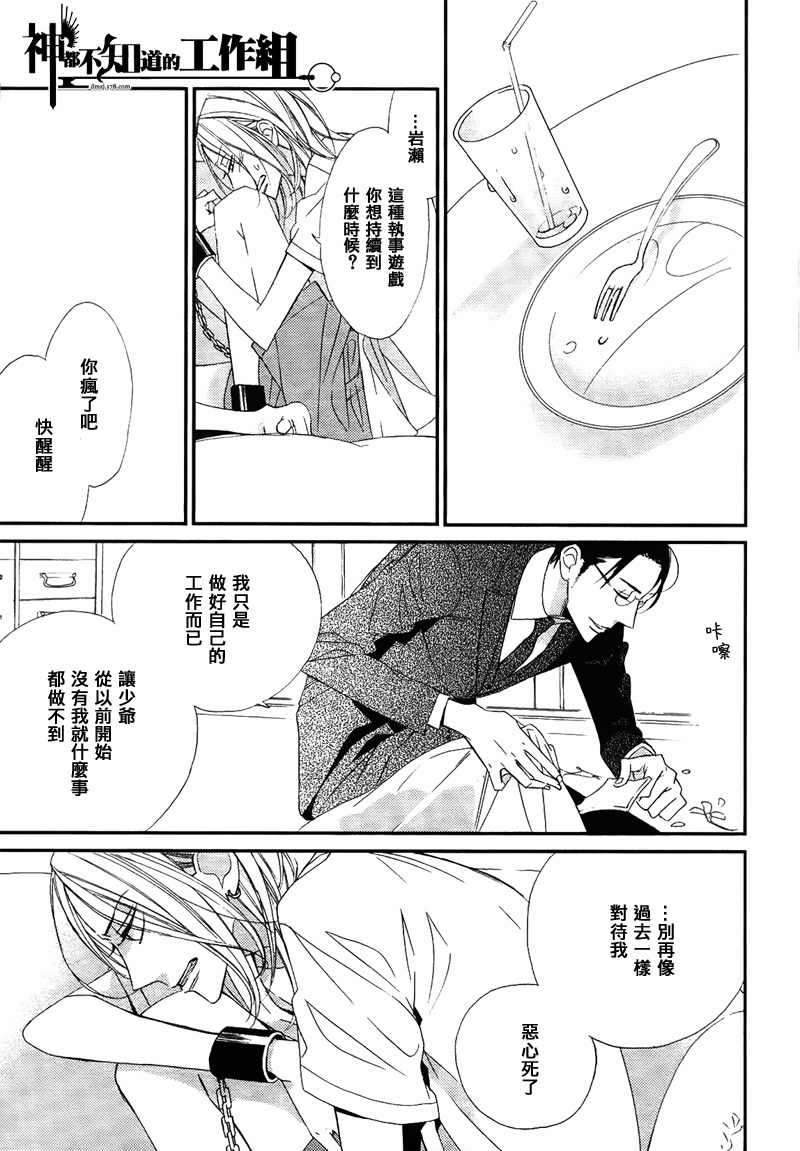 神都不知道的工作組
dmzj.178.com
…岩瀨
這種執事遊戲
你想持續到
什麼時候？
你瘋了吧
快醒醒
咔嚓
我只是
做好自己的
工作而已
讓少爺
從以前開始
沒有我就什麼事
都做不到
…別再像
過去一樣
對待我
惡心死了